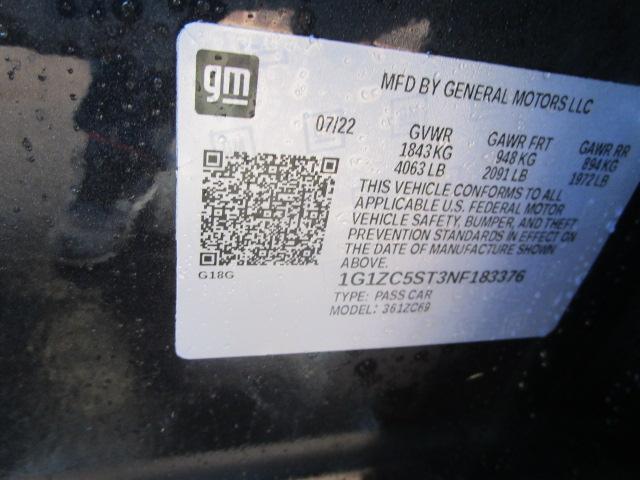 gm
MFD BY GENERAL MOTORS LLC
07/22 GVWR GAWR FRT GAWR RR
1843 KG 948 KG 894 KG
4063 LB 2091 LB 1972 LB
THIS VEHICLE CONFORMS TO ALL
APPLICABLE U.S. FEDERAL MOTOR
VEHICLE SAFETY, BUMPER, AND THEFT
PREVENTION STANDARDS IN EFFECT ON
THE DATE OF MANUFACTURE SHOWN
ABOVE.
G18G
1G1ZC5ST3NF183376
TYPE: PASS CAR
MODEL: 361ZC69